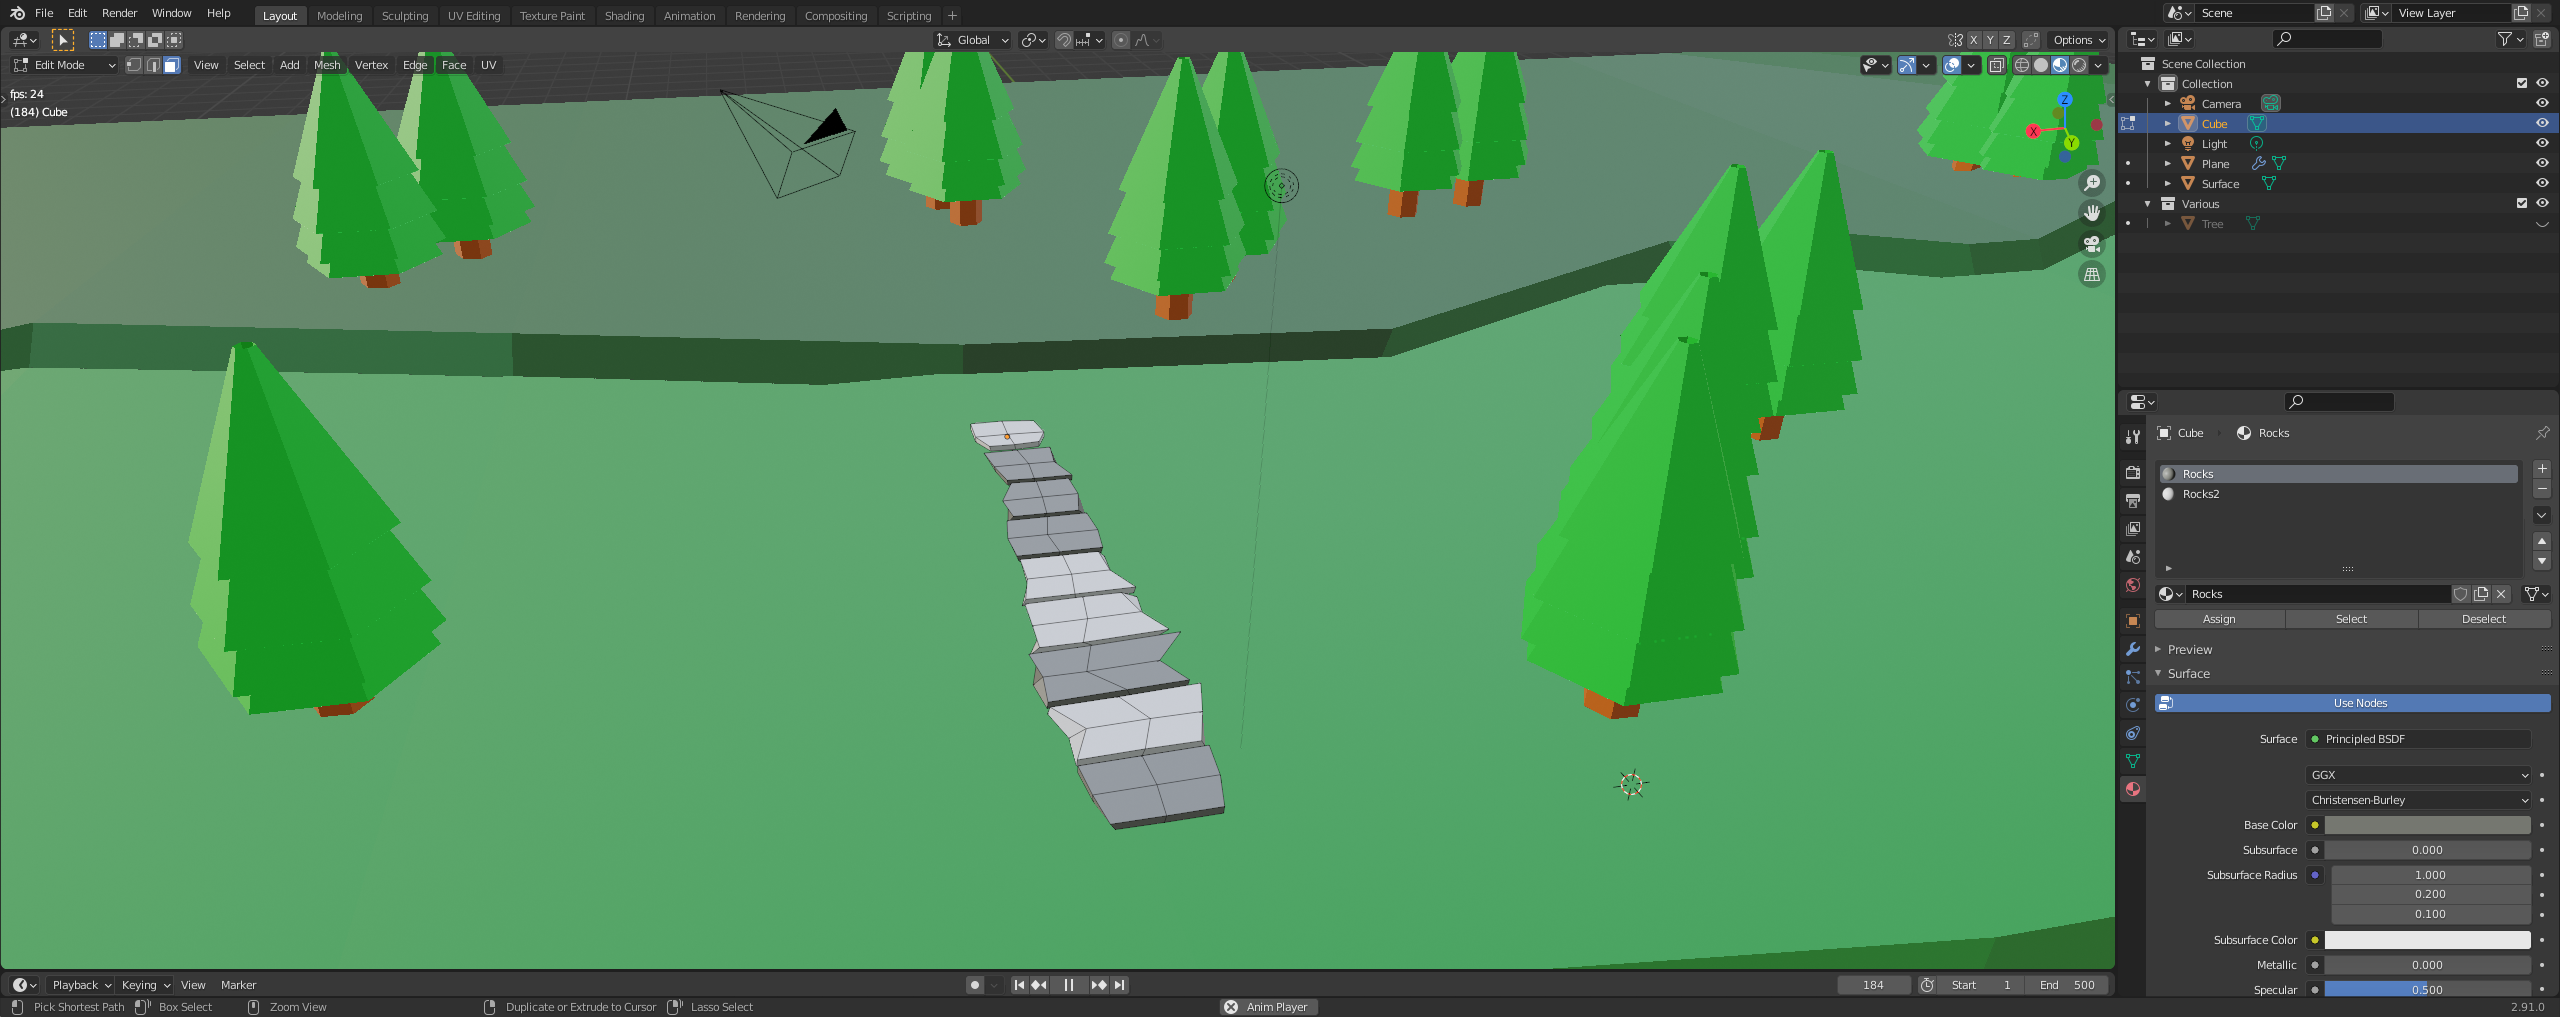 File Edit Render Window Help Layout Modeling Sculpting UV Editing Texture Paint Shading Animation Rendering Compositing Scripting + Scene View Layer
Global X Y Z Options
Edit Mode View Select Add Mesh Vertex Edge Face UV
fps: 24
(184) Cube
Z
X
Y
Scene Collection
Collection
Camera
Cube
Light
Plane
Surface
Various
Tree
Cube Rocks
Rocks
Rocks2
Rocks
Assign Select Deselect
Preview
Surface
Use Nodes
Surface Principled BSDF
GGX
Christensen-Burley
Base Color
Subsurface 0.000
Subsurface Radius 1.000
0.200
0.100
Subsurface Color
Metallic 0.000
Specular 0.500
Playback Keying View Marker 184 Start 1 End 500
Pick Shortest Path Box Select Zoom View Duplicate or Extrude to Cursor Lasso Select Anim Player 2.91.0